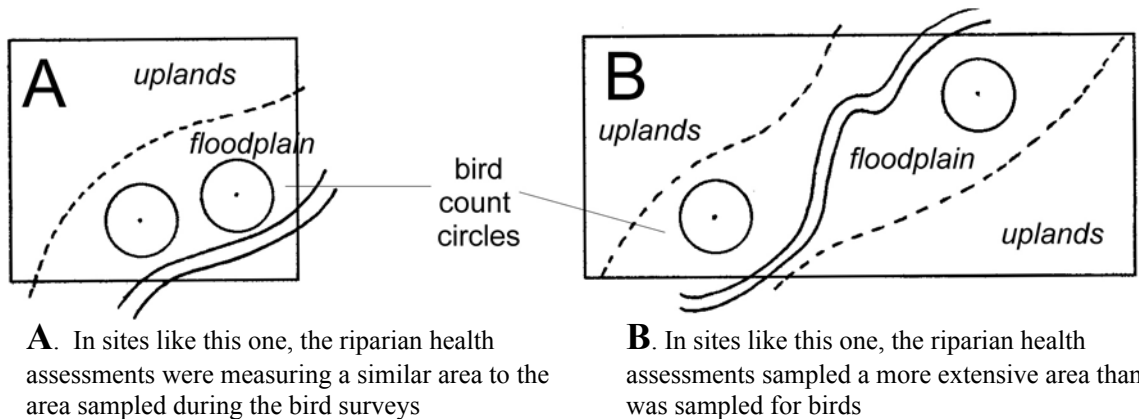 A
uplands
floodplain
bird
count
circles
B
uplands
floodplain
uplands
A. In sites like this one, the riparian health
assessments were measuring a similar area to the
area sampled during the bird surveys
B. In sites like this one, the riparian health
assessments sampled a more extensive area than
was sampled for birds